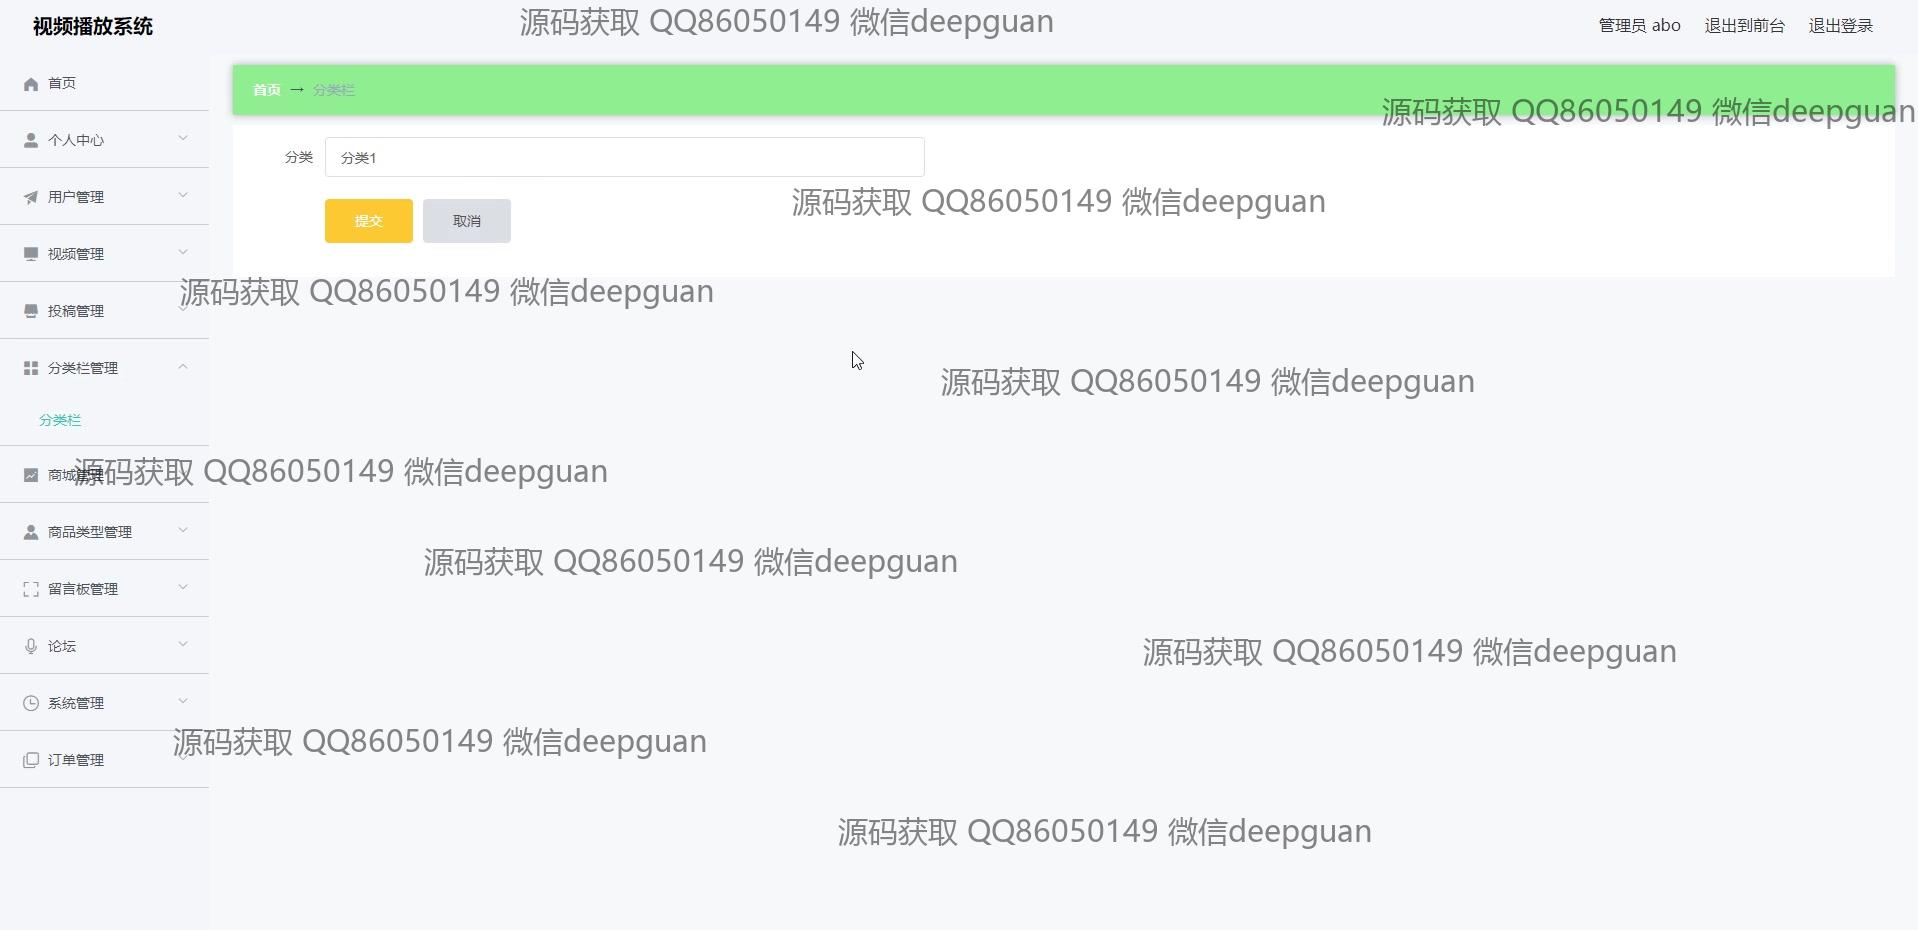 视频播放系统
源码获取 QQ86050149 微信deepguan
管理员 abo 退出到前台 退出登录
首页
首页 → 分类栏
源码获取 QQ86050149 微信deepguan
个人中心
分类 分类1
用户管理
源码获取 QQ86050149 微信deepguan
提交 取消
视频管理
源码获取 QQ86050149 微信deepguan
投稿管理
分类栏管理
源码获取 QQ86050149 微信deepguan
分类栏
商城管理
源码获取 QQ86050149 微信deepguan
商品类型管理
源码获取 QQ86050149 微信deepguan
留言板管理
论坛
源码获取 QQ86050149 微信deepguan
系统管理
源码获取 QQ86050149 微信deepguan
订单管理
源码获取 QQ86050149 微信deepguan